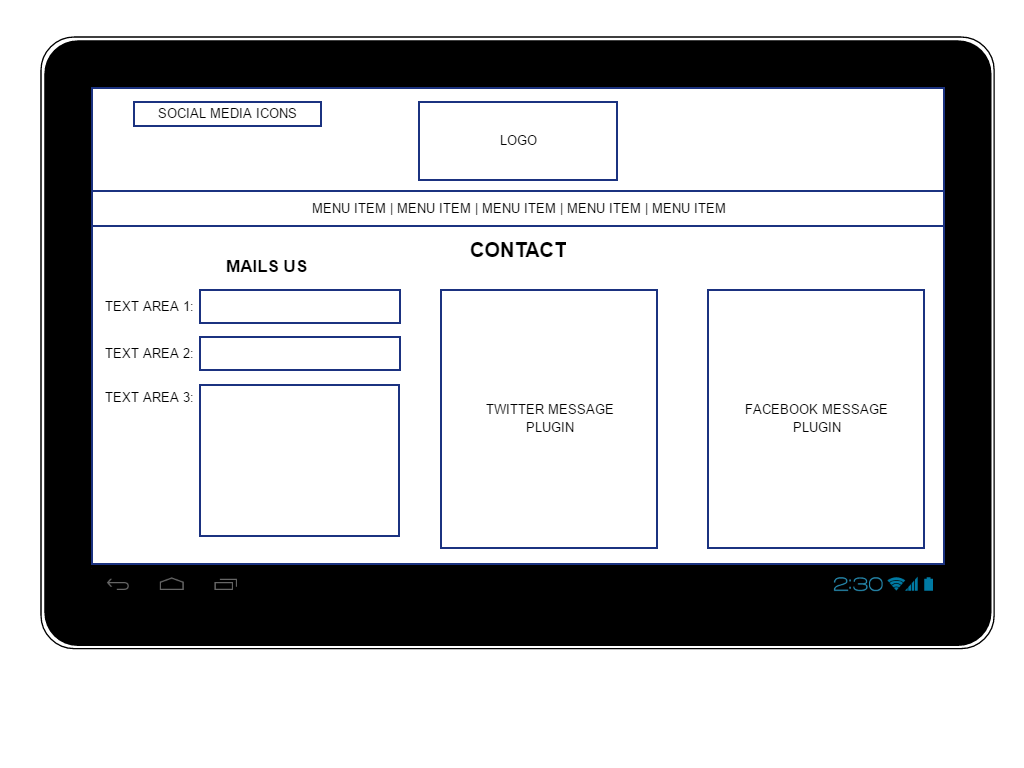 SOCIAL MEDIA ICONS
LOGO
MENU ITEM | MENU ITEM | MENU ITEM | MENU ITEM | MENU ITEM
CONTACT
MAILS US
TEXT AREA 1:
TEXT AREA 2:
TEXT AREA 3:
TWITTER MESSAGE
PLUGIN
FACEBOOK MESSAGE
PLUGIN
2:30